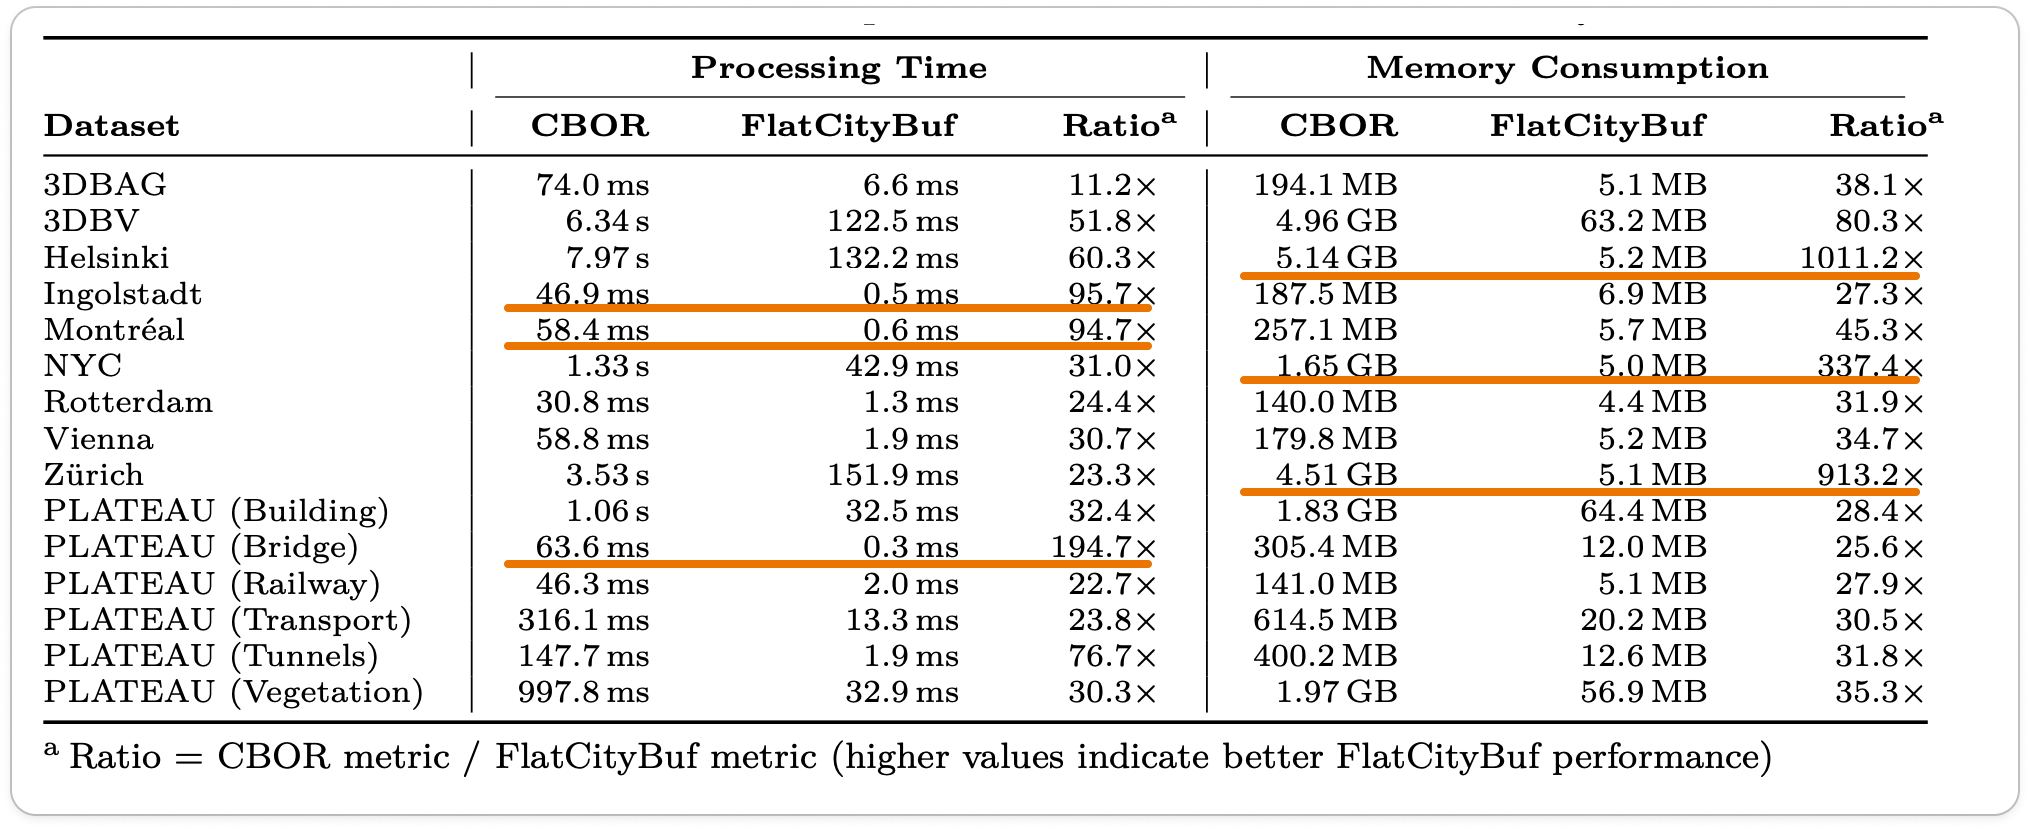 Processing Time Memory Consumption
Dataset CBOR FlatCityBuf Ratioᵃ CBOR FlatCityBuf Ratioᵃ
3DBAG 74.0 ms 6.6 ms 11.2× 194.1 MB 5.1 MB 38.1×
3DBV 6.34 s 122.5 ms 51.8× 4.96 GB 63.2 MB 80.3×
Helsinki 7.97 s 132.2 ms 60.3× 5.14 GB 5.2 MB 1011.2×
Ingolstadt 46.9 ms 0.5 ms 95.7× 187.5 MB 6.9 MB 27.3×
Montréal 58.4 ms 0.6 ms 94.7× 257.1 MB 5.7 MB 45.3×
NYC 1.33 s 42.9 ms 31.0× 1.65 GB 5.0 MB 337.4×
Rotterdam 30.8 ms 1.3 ms 24.4× 140.0 MB 4.4 MB 31.9×
Vienna 58.8 ms 1.9 ms 30.7× 179.8 MB 5.2 MB 34.7×
Zürich 3.53 s 151.9 ms 23.3× 4.51 GB 5.1 MB 913.2×
PLATEAU (Building) 1.06 s 32.5 ms 32.4× 1.83 GB 64.4 MB 28.4×
PLATEAU (Bridge) 63.6 ms 0.3 ms 194.7× 305.4 MB 12.0 MB 25.6×
PLATEAU (Railway) 46.3 ms 2.0 ms 22.7× 141.0 MB 5.1 MB 27.9×
PLATEAU (Transport) 316.1 ms 13.3 ms 23.8× 614.5 MB 20.2 MB 30.5×
PLATEAU (Tunnels) 147.7 ms 1.9 ms 76.7× 400.2 MB 12.6 MB 31.8×
PLATEAU (Vegetation) 997.8 ms 32.9 ms 30.3× 1.97 GB 56.9 MB 35.3×
ᵃ Ratio = CBOR metric / FlatCityBuf metric (higher values indicate better FlatCityBuf performance)